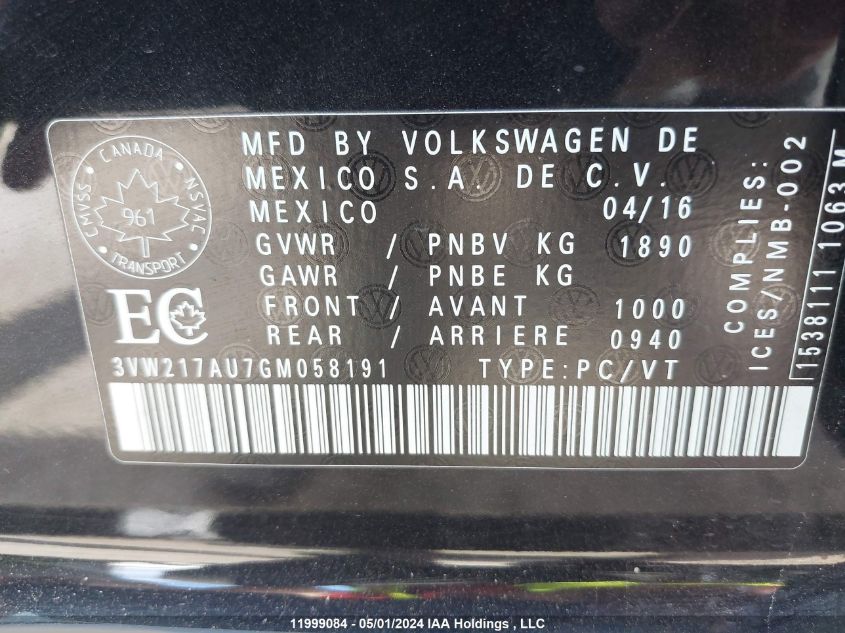 CANADA
CMVSS
NSVAC
961
TRANSPORT
EC
MFD BY VOLKSWAGEN DE
MEXICO S.A. DE C.V.
MEXICO 04/16
GVWR / PNBV KG 1890
GAWR / PNBE KG
FRONT/ AVANT 1000
REAR / ARRIERE 0940
3VW217AU7GM058191 TYPE:PC/VT
COMPLIES:
ICES/NMB-002
1538111 1063 M
11999084 - 05/01/2024 IAA Holdings , LLC